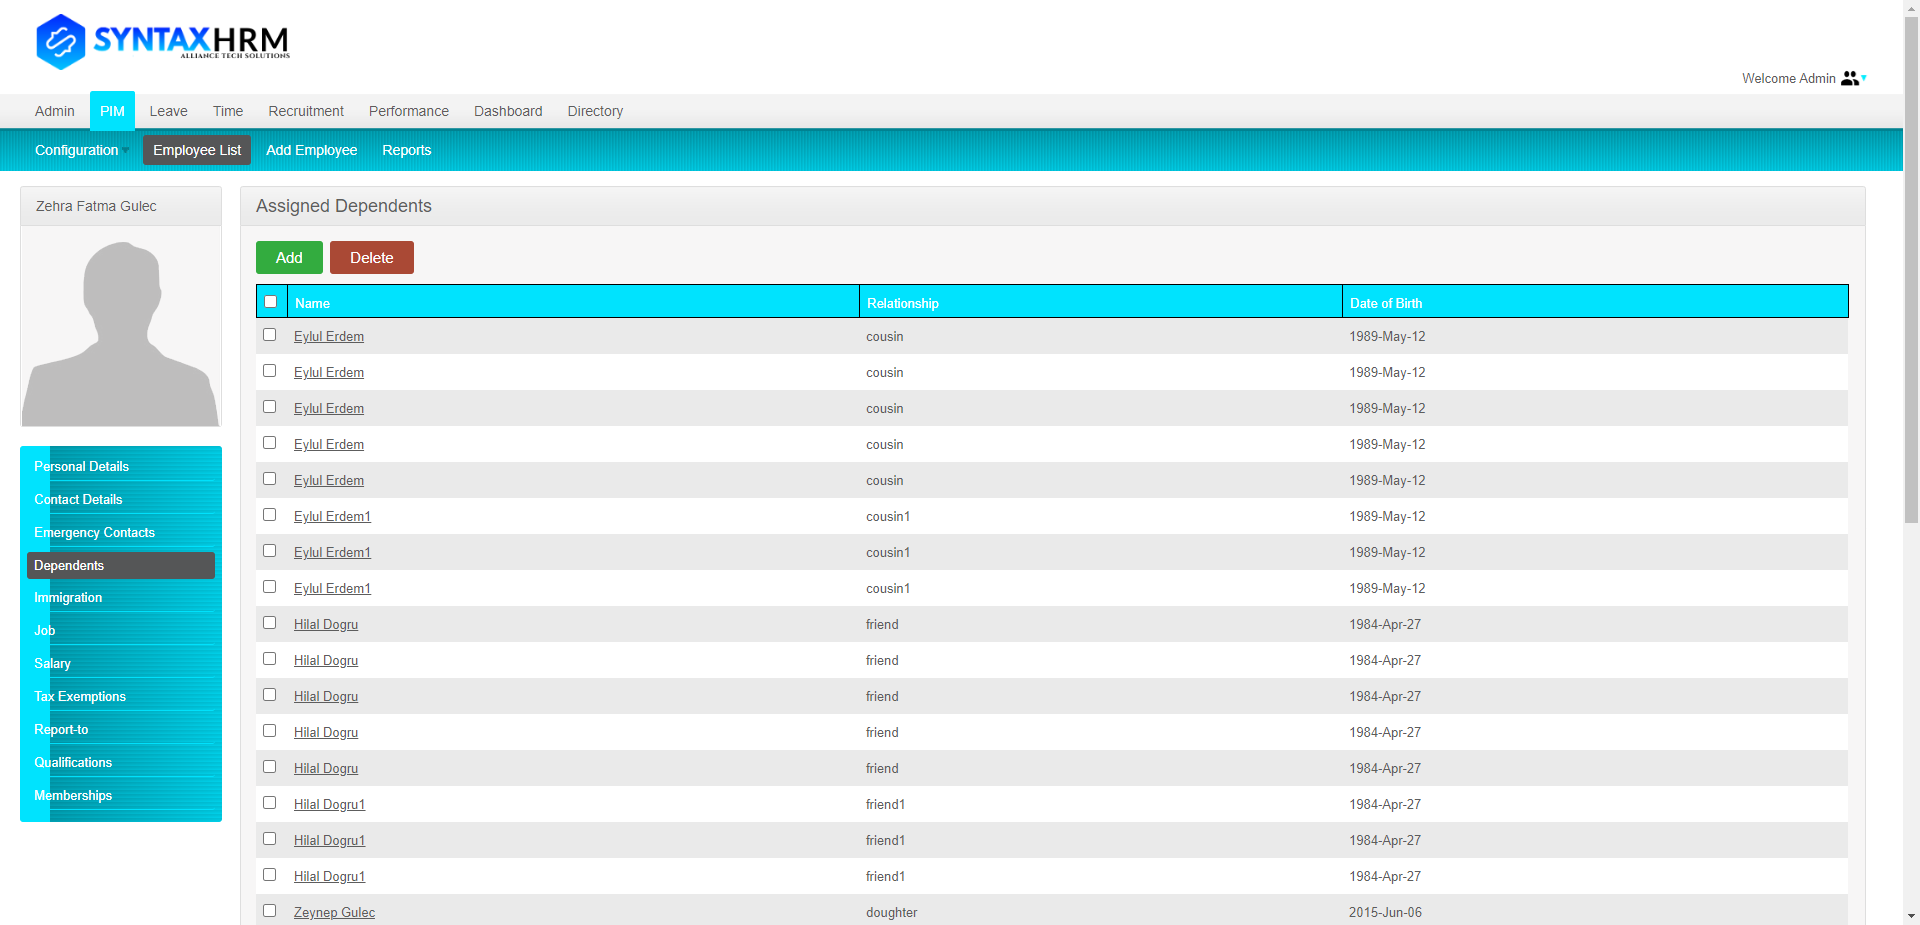 SYNTAXHRM
ALLIANCE TECH SOLUTIONS
Welcome Admin
Admin PIM Leave Time Recruitment Performance Dashboard Directory
Configuration Employee List Add Employee Reports
Zehra Fatma Gulec
Personal Details
Contact Details
Emergency Contacts
Dependents
Immigration
Job
Salary
Tax Exemptions
Report-to
Qualifications
Memberships
Assigned Dependents
Add Delete
Name Relationship Date of Birth
Eylul Erdem cousin 1989-May-12
Eylul Erdem cousin 1989-May-12
Eylul Erdem cousin 1989-May-12
Eylul Erdem cousin 1989-May-12
Eylul Erdem cousin 1989-May-12
Eylul Erdem1 cousin1 1989-May-12
Eylul Erdem1 cousin1 1989-May-12
Eylul Erdem1 cousin1 1989-May-12
Hilal Dogru friend 1984-Apr-27
Hilal Dogru friend 1984-Apr-27
Hilal Dogru friend 1984-Apr-27
Hilal Dogru friend 1984-Apr-27
Hilal Dogru friend 1984-Apr-27
Hilal Dogru1 friend1 1984-Apr-27
Hilal Dogru1 friend1 1984-Apr-27
Hilal Dogru1 friend1 1984-Apr-27
Zeynep Gulec doughter 2015-Jun-06